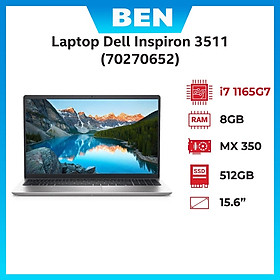 BEN
Laptop Dell Inspiron 3511
(70270652)
i7 1165G7
RAM
8GB
MX 350
SSD
512GB
15.6”